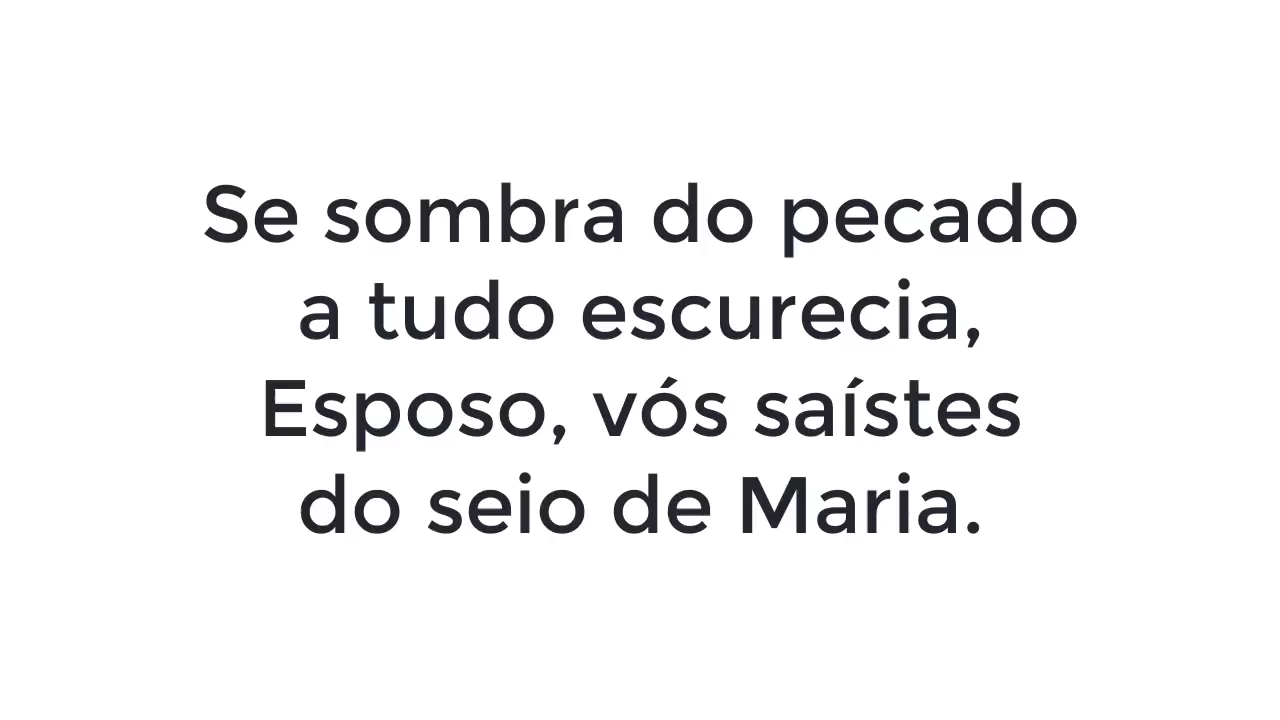 Se sombra do pecado
a tudo escurecia,
Esposo, vós saístes
do seio de Maria.